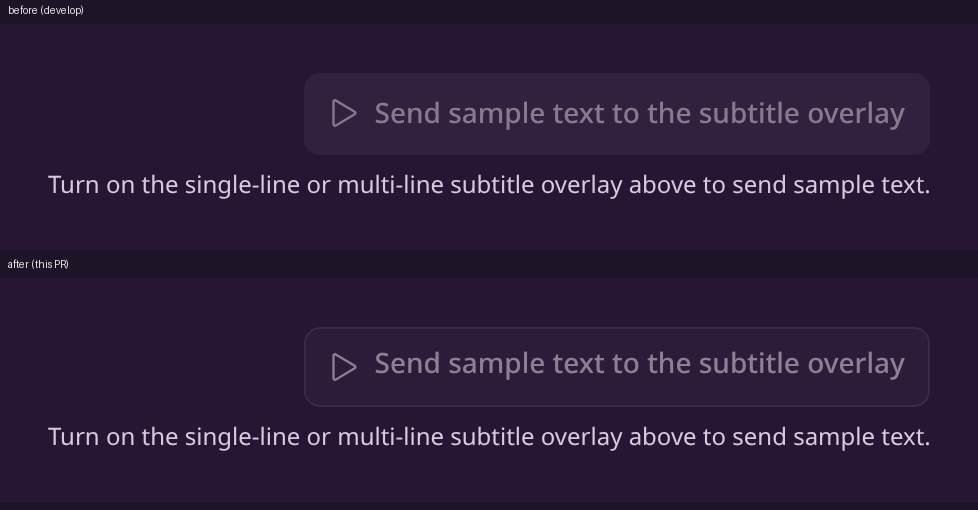 before (develop)
Send sample text to the subtitle overlay
Turn on the single-line or multi-line subtitle overlay above to send sample text.
after (this PR)
Send sample text to the subtitle overlay
Turn on the single-line or multi-line subtitle overlay above to send sample text.